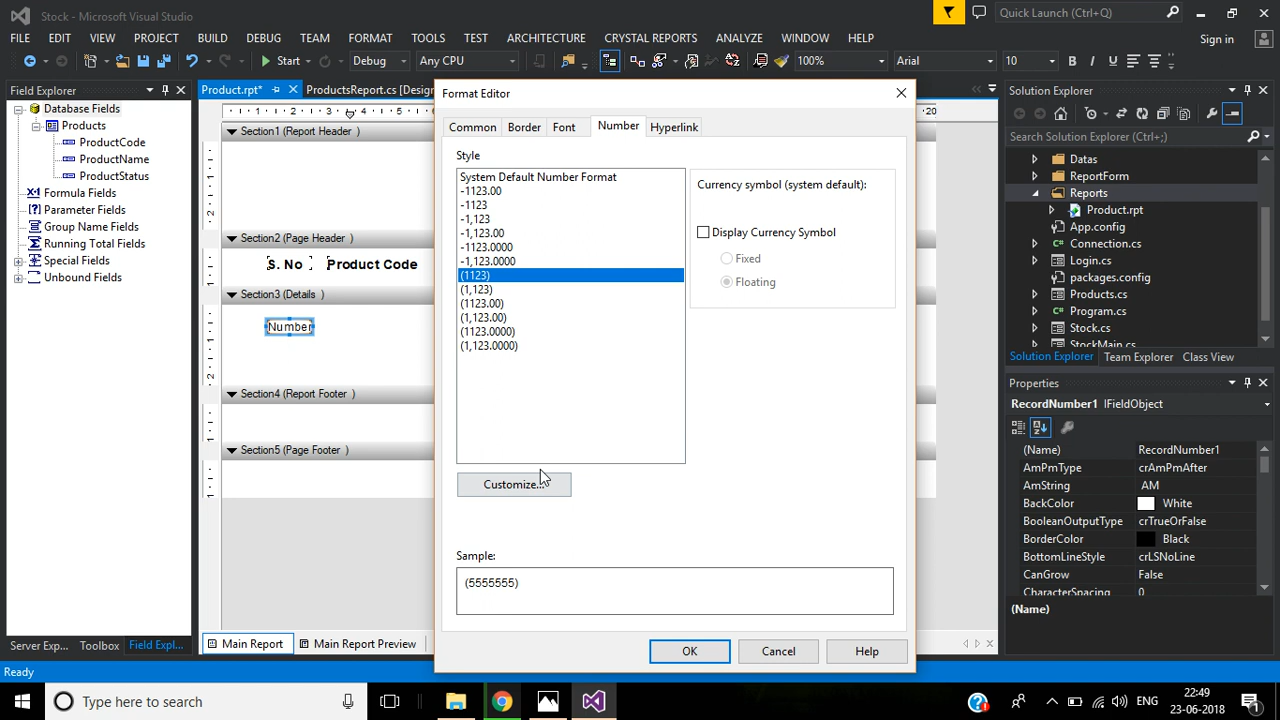 Stock - Microsoft Visual Studio
Quick Launch (Ctrl+Q)
FILE EDIT VIEW PROJECT BUILD DEBUG TEAM FORMAT TOOLS TEST ARCHITECTURE CRYSTAL REPORTS ANALYZE WINDOW HELP
Sign in
Start Debug Any CPU 100% Arial 10 B I U
Field Explorer
Database Fields
Products
ProductCode
ProductName
ProductStatus
Formula Fields
Parameter Fields
Group Name Fields
Running Total Fields
Special Fields
Unbound Fields
Server Exp... Toolbox Field Expl...
Product.rpt* ProductsReport.cs [Design
Section1 (Report Header )
Section2 (Page Header )
S. No Product Code
Section3 (Details )
Number
Section4 (Report Footer )
Section5 (Page Footer )
Main Report Main Report Preview
Format Editor
Common Border Font Number Hyperlink
Style
System Default Number Format
-1123.00
-1123
-1,123
-1,123.00
-1123.0000
-1,123.0000
(1123)
(1,123)
(1123.00)
(1,123.00)
(1123.0000)
(1,123.0000)
Customize...
Currency symbol (system default):
Display Currency Symbol
Fixed
Floating
Sample:
(5555555)
OK Cancel Help
Solution Explorer
Search Solution Explorer (Ctrl+;)
Datas
ReportForm
Reports
Product.rpt
App.config
Connection.cs
Login.cs
packages.config
Products.cs
Program.cs
Stock.cs
StockMain.cs
Solution Explorer Team Explorer Class View
Properties
RecordNumber1 IFieldObject
(Name) RecordNumber1
AmPmType crAmPmAfter
AmString AM
BackColor White
BooleanOutputType crTrueOrFalse
BorderColor Black
BottomLineStyle crLSNoLine
CanGrow False
CharacterSpacing 0
(Name)
Ready
Type here to search
ENG
22:49
23-06-2018